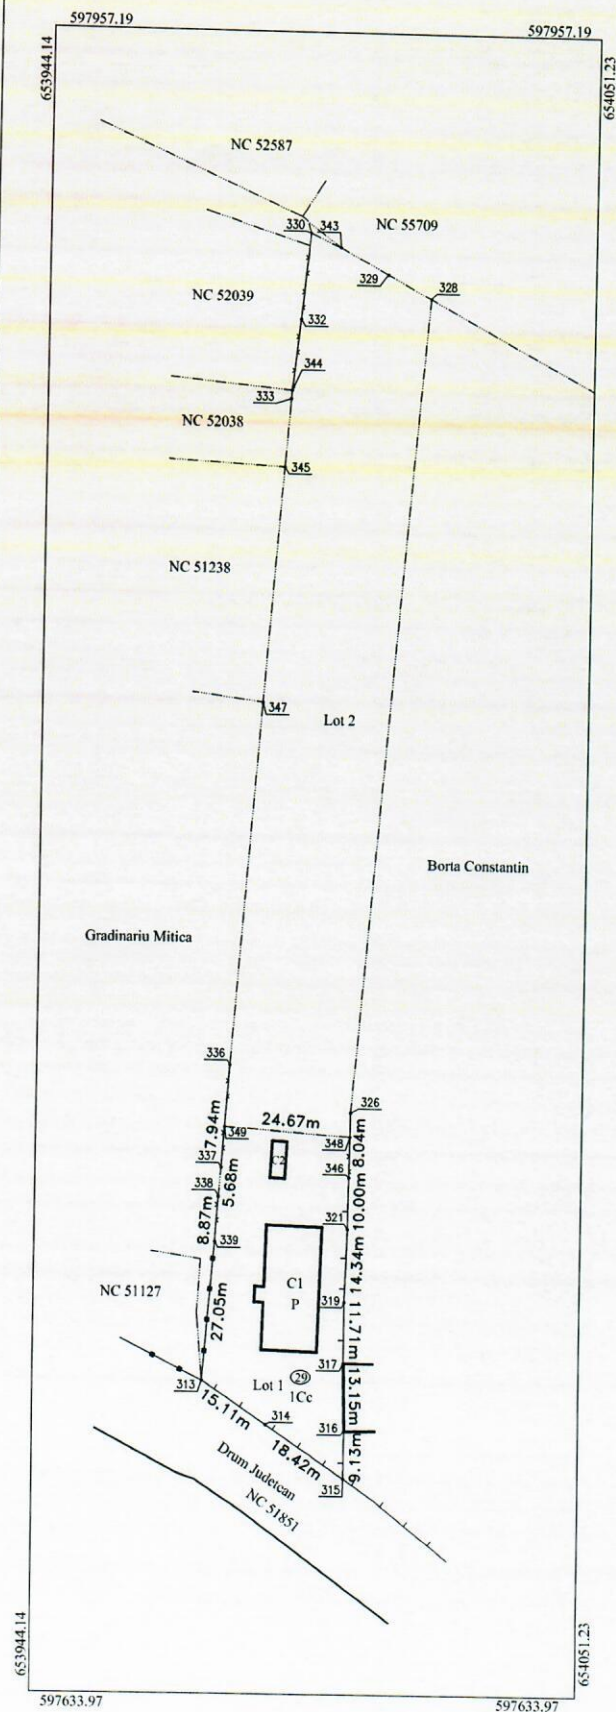 597957.19
597957.19
653944.14
654051.23
NC 52587
330
343
NC 55709
329
328
NC 52039
332
344
333
NC 52038
345
NC 51238
347
Lot 2
Borta Constantin
Gradinariu Mitica
336
326
24.67m
7.94m
349
348
8.04m
C2
337
346
5.68m
338
10.00m
8.87m
321
339
14.34m
C1
NC 51127
P
319
27.05m
11.71m
317
29
Lot 1
1Cc
13.15m
313
15.11m
314
316
18.42m
9.13m
Drum Judetean
315
NC 51851
653944.14
654051.23
597633.97
597633.97